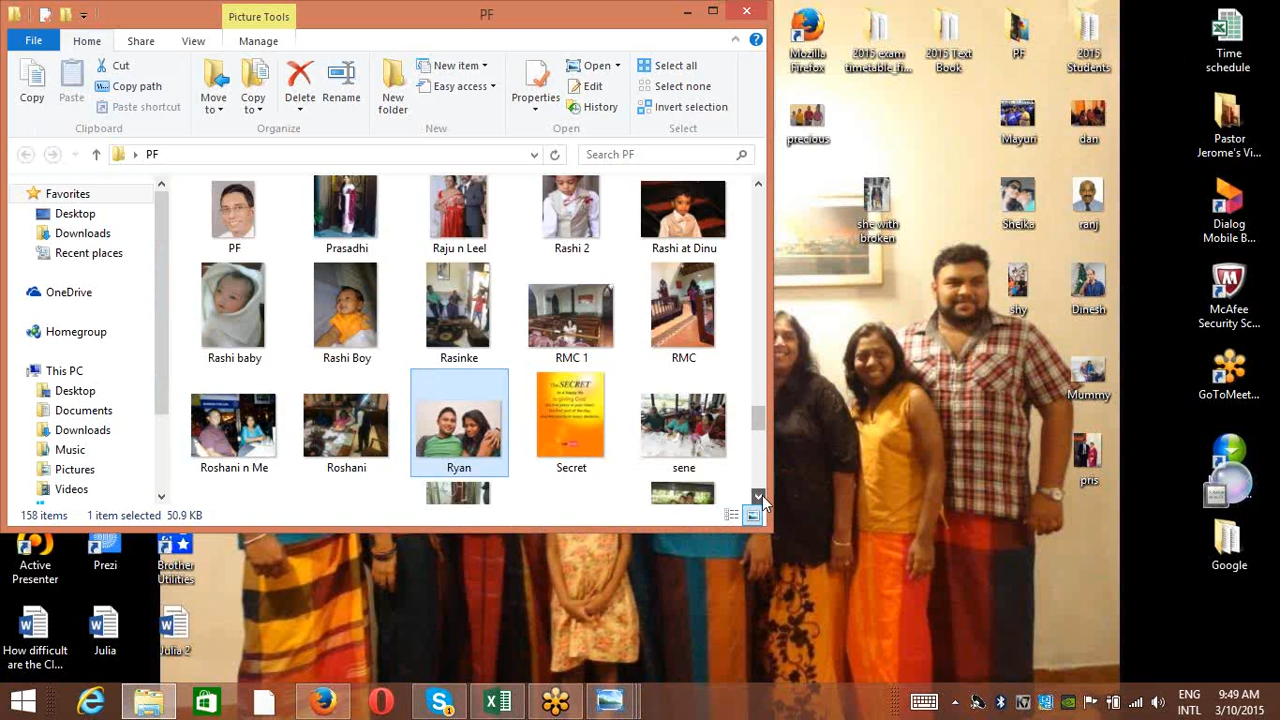 Picture Tools
PF
File
Home
Share
View
Manage
Copy
Paste
Cut
Copy path
Paste shortcut
Clipboard
Move to
Copy to
Delete
Rename
Organize
New folder
New item
Easy access
New
Properties
Open
Edit
History
Open
Select all
Select none
Invert selection
Select
PF
Search PF
Favorites
Desktop
Downloads
Recent places
OneDrive
Homegroup
This PC
Desktop
Documents
Downloads
Music
Pictures
Videos
PF
Prasadhi
Raju n Leel
Rashi 2
Rashi at Dinu
Rashi baby
Rashi Boy
Rasinke
RMC 1
RMC
Roshani n Me
Roshani
Ryan
Secret
sene
The SECRET
158 items
1 item selected
50.9 KB
Mozilla
Firefox
2015 exam
timetable_fi...
2015 Text
Book
PF
2015
Students
Time
schedule
precious
Mayuri
dan
Pastor
Jerome's Vi...
she with
broken
Sheika
ranj
Dialog
Mobile B...
shy
Dinesh
McAfee
Security Sc...
Mummy
GoToMeet...
pris
Google
Active
Presenter
Prezi
Brother
Utilities
How difficult
are the Cl...
Julia
Julia 2
ENG
INTL
9:49 AM
3/10/2015